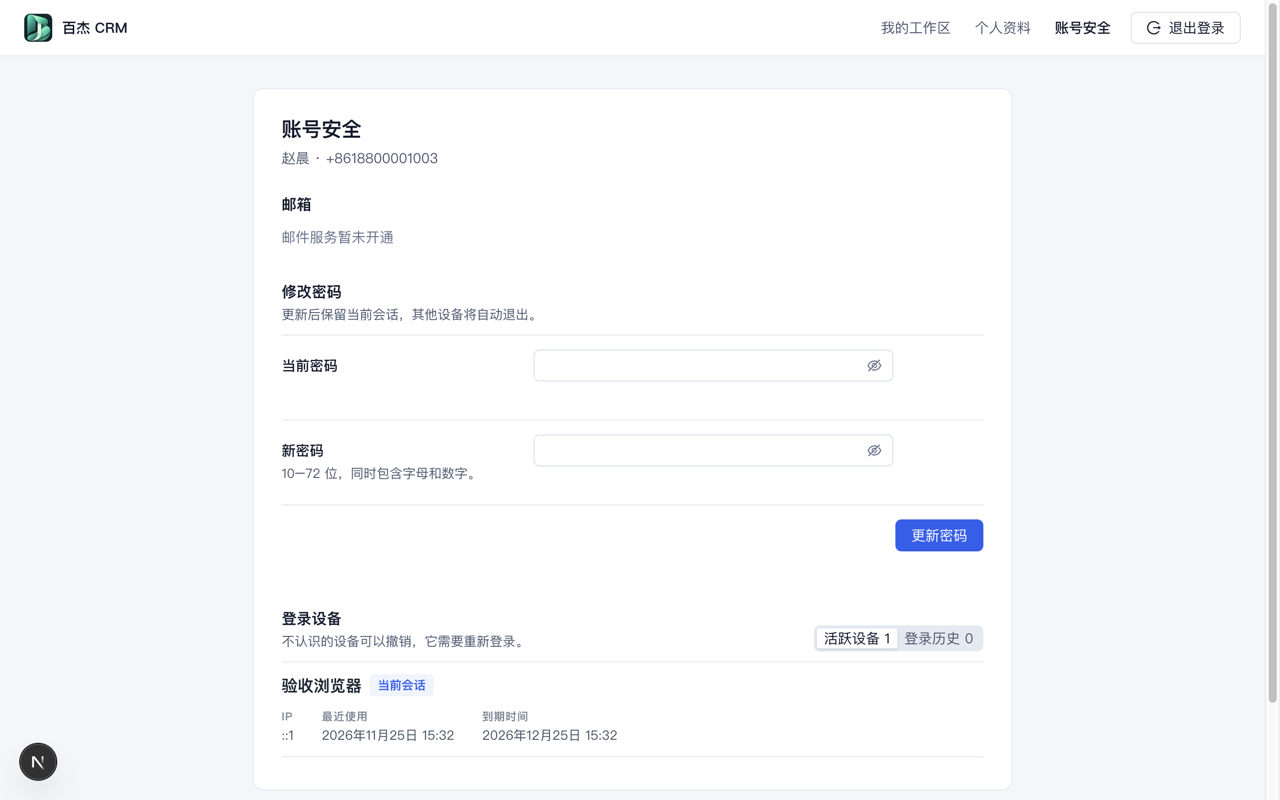 百杰 CRM
我的工作区 个人资料 账号安全 退出登录
账号安全
赵晨 · +8618800001003
邮箱
邮件服务暂未开通
修改密码
更新后保留当前会话，其他设备将自动退出。
当前密码
新密码
10—72 位，同时包含字母和数字。
更新密码
登录设备
不认识的设备可以撤销，它需要重新登录。
活跃设备 1 登录历史 0
验收浏览器 当前会话
IP 最近使用 到期时间
::1 2026年11月25日 15:32 2026年12月25日 15:32
N